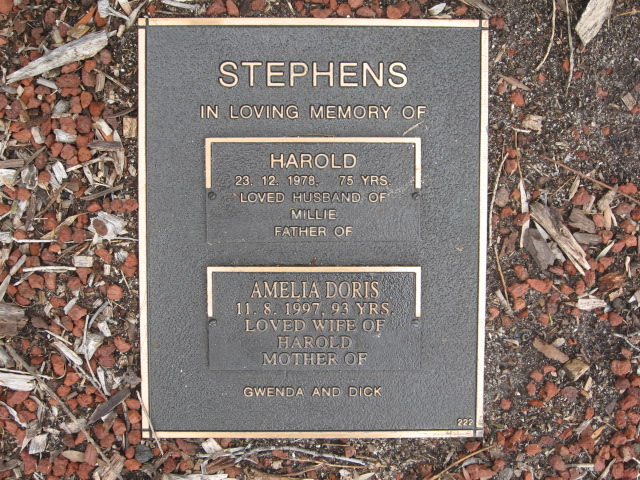 STEPHENS
IN LOVING MEMORY OF
HAROLD
23. 12. 1978. 75 YRS.
LOVED HUSBAND OF
MILLIE
FATHER OF
AMELIA DORIS
11. 8. 1997. 93 YRS.
LOVED WIFE OF
HAROLD
MOTHER OF
GWENDA AND DICK
222